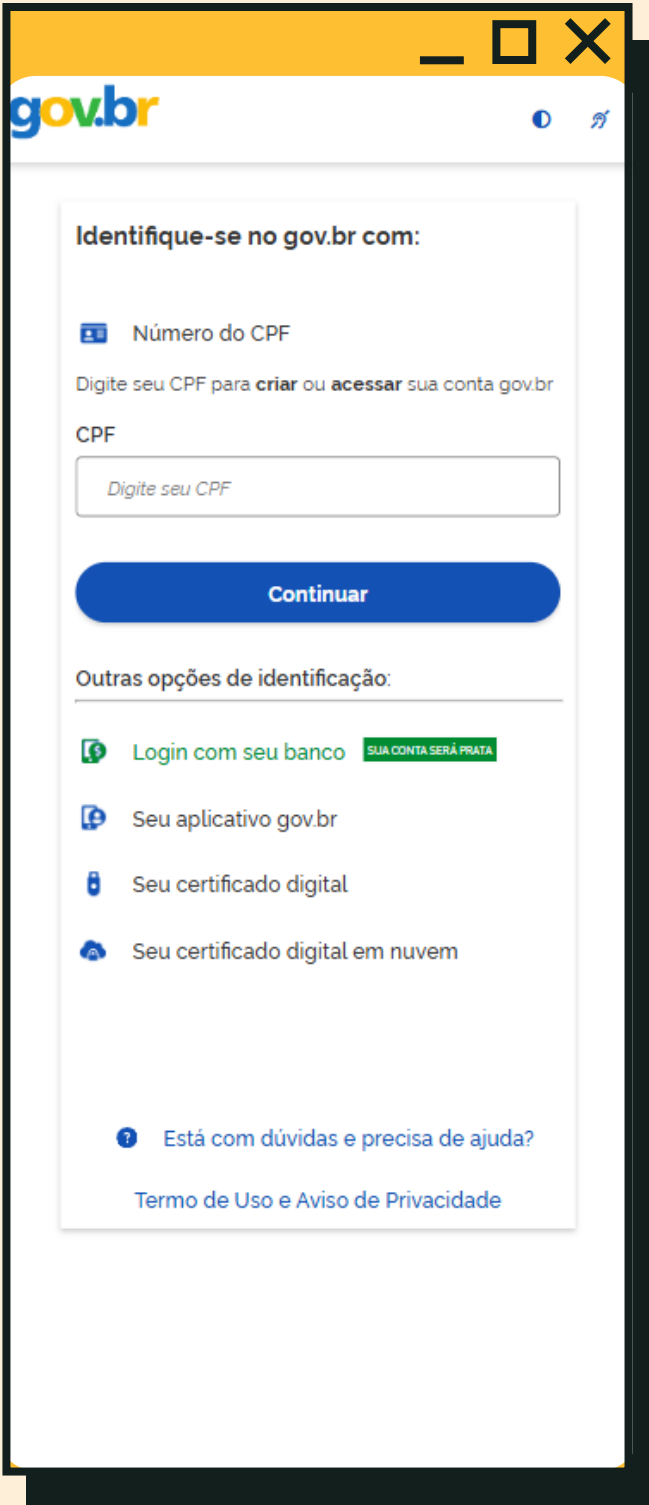 gov.br
Identifique-se no gov.br com:
Número do CPF
Digite seu CPF para criar ou acessar sua conta gov.br
CPF
Digite seu CPF
Continuar
Outras opções de identificação:
Login com seu banco SUA CONTA SERÁ PRATA
Seu aplicativo gov.br
Seu certificado digital
Seu certificado digital em nuvem
Está com dúvidas e precisa de ajuda?
Termo de Uso e Aviso de Privacidade